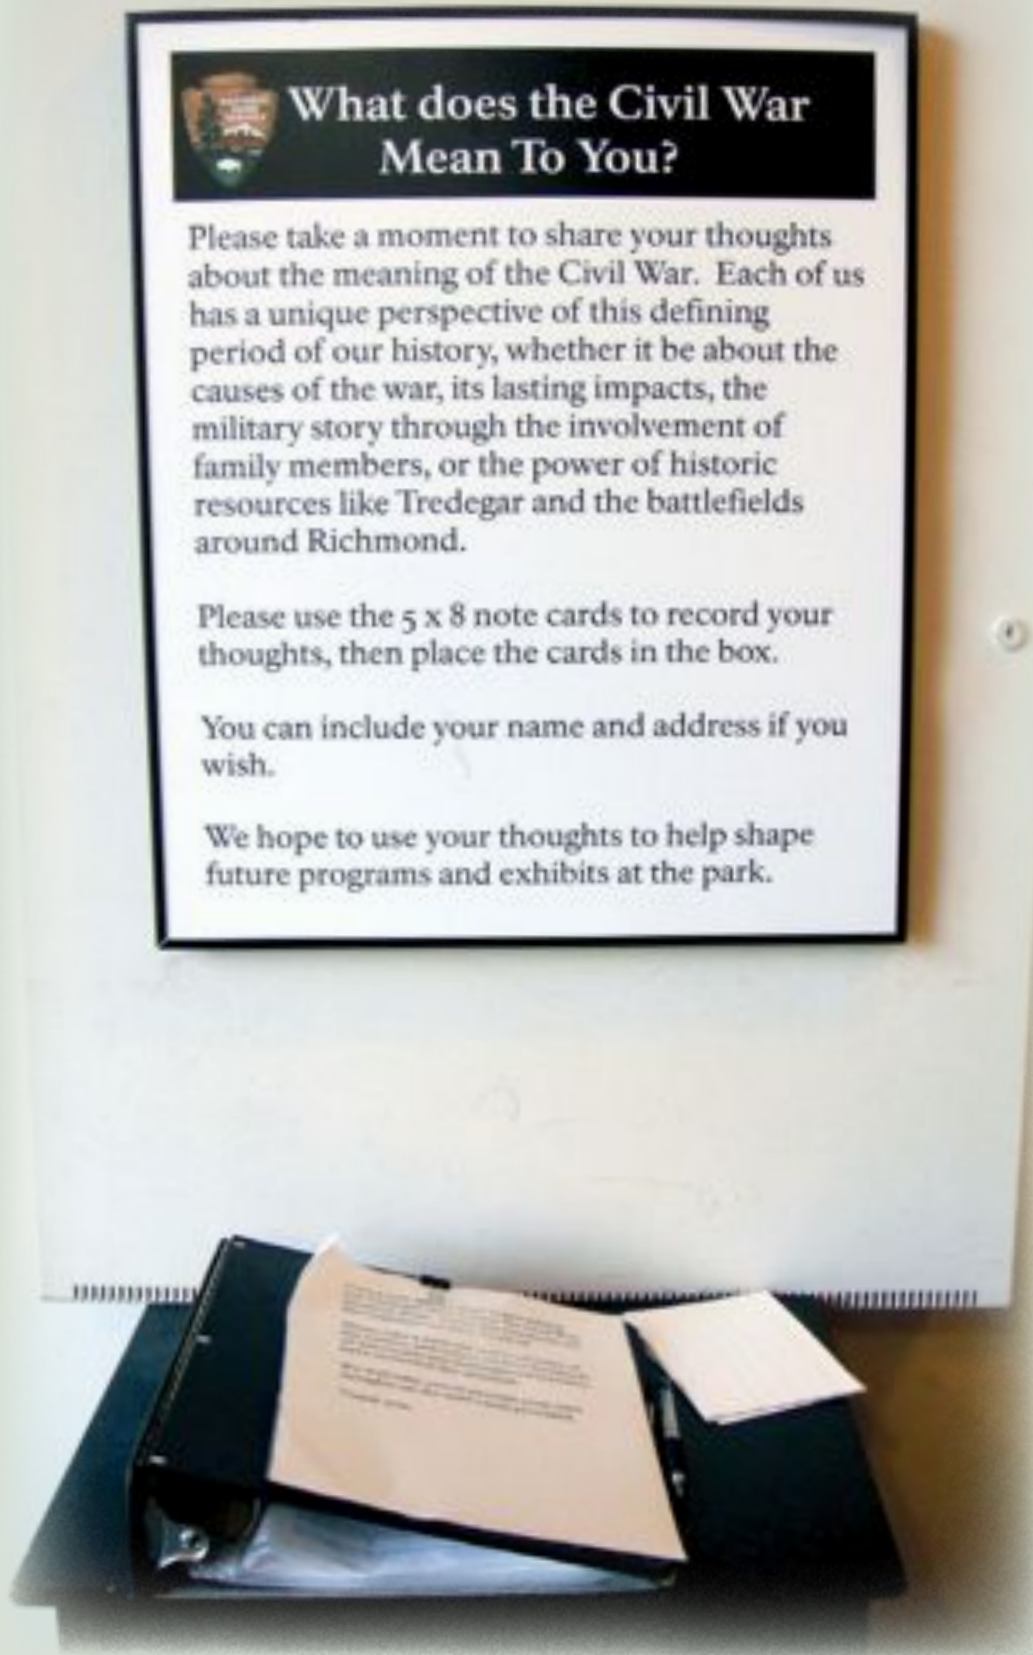 What does the Civil War
Mean To You?
Please take a moment to share your thoughts
about the meaning of the Civil War. Each of us
has a unique perspective of this defining
period of our history, whether it be about the
causes of the war, its lasting impacts, the
military story through the involvement of
family members, or the power of historic
resources like Tredegar and the battlefields
around Richmond.
Please use the 5 x 8 note cards to record your
thoughts, then place the cards in the box.
You can include your name and address if you
wish.
We hope to use your thoughts to help shape
future programs and exhibits at the park.